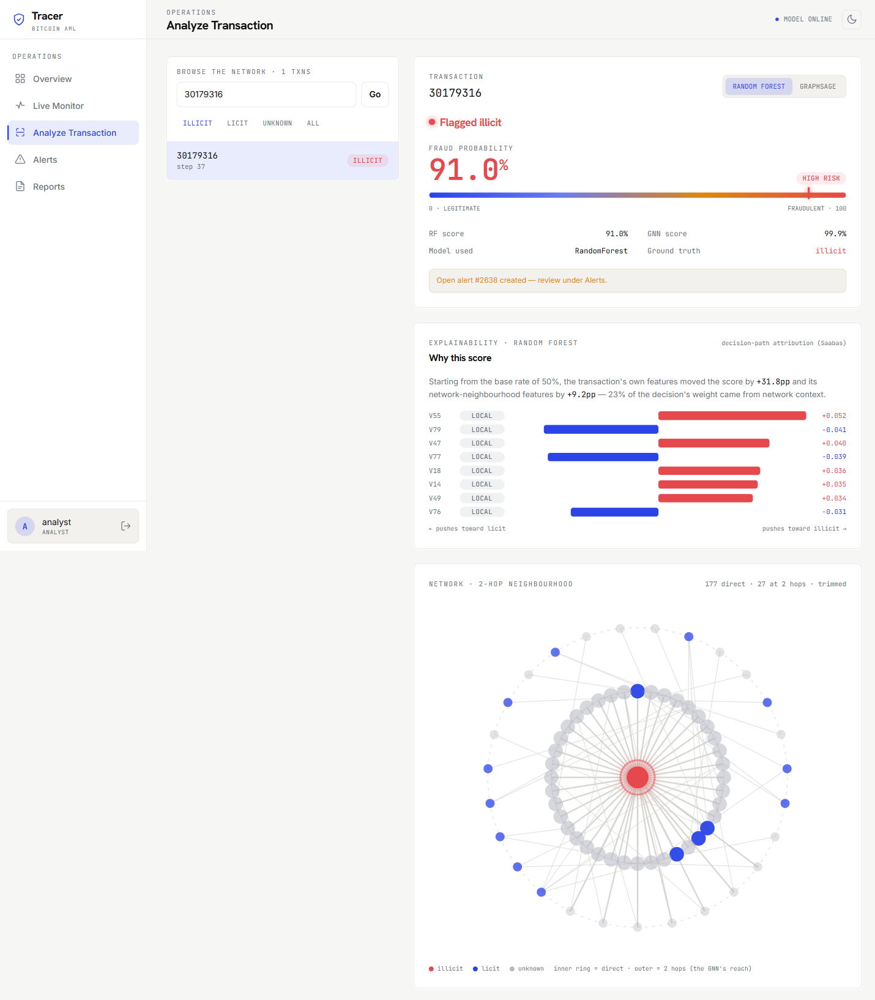 Tracer
BITCOIN AML
OPERATIONS
Overview
Live Monitor
Analyze Transaction
Alerts
Reports
A
analyst
ANALYST
OPERATIONS
Analyze Transaction
MODEL ONLINE
BROWSE THE NETWORK · 1 TXNS
30179316
Go
ILLICIT LICIT UNKNOWN ALL
30179316
step 37
ILLICIT
TRANSACTION
30179316
RANDOM FOREST GRAPHSAGE
Flagged illicit
FRAUD PROBABILITY
91.0%
HIGH RISK
0 · LEGITIMATE
FRAUDULENT · 100
RF score 91.0% GNN score 99.9%
Model used RandomForest Ground truth illicit
Open alert #2638 created — review under Alerts.
EXPLAINABILITY · RANDOM FOREST
decision-path attribution (Saabas)
Why this score
Starting from the base rate of 50%, the transaction's own features moved the score by +31.8pp and its
network-neighbourhood features by +9.2pp — 23% of the decision's weight came from network context.
V55 LOCAL +0.052
V79 LOCAL -0.041
V47 LOCAL +0.040
V77 LOCAL -0.039
V18 LOCAL +0.036
V14 LOCAL +0.035
V49 LOCAL +0.034
V76 LOCAL -0.031
← pushes toward licit
pushes toward illicit →
NETWORK · 2-HOP NEIGHBOURHOOD
177 direct · 27 at 2 hops · trimmed
illicit licit unknown inner ring = direct · outer = 2 hops (the GNN's reach)